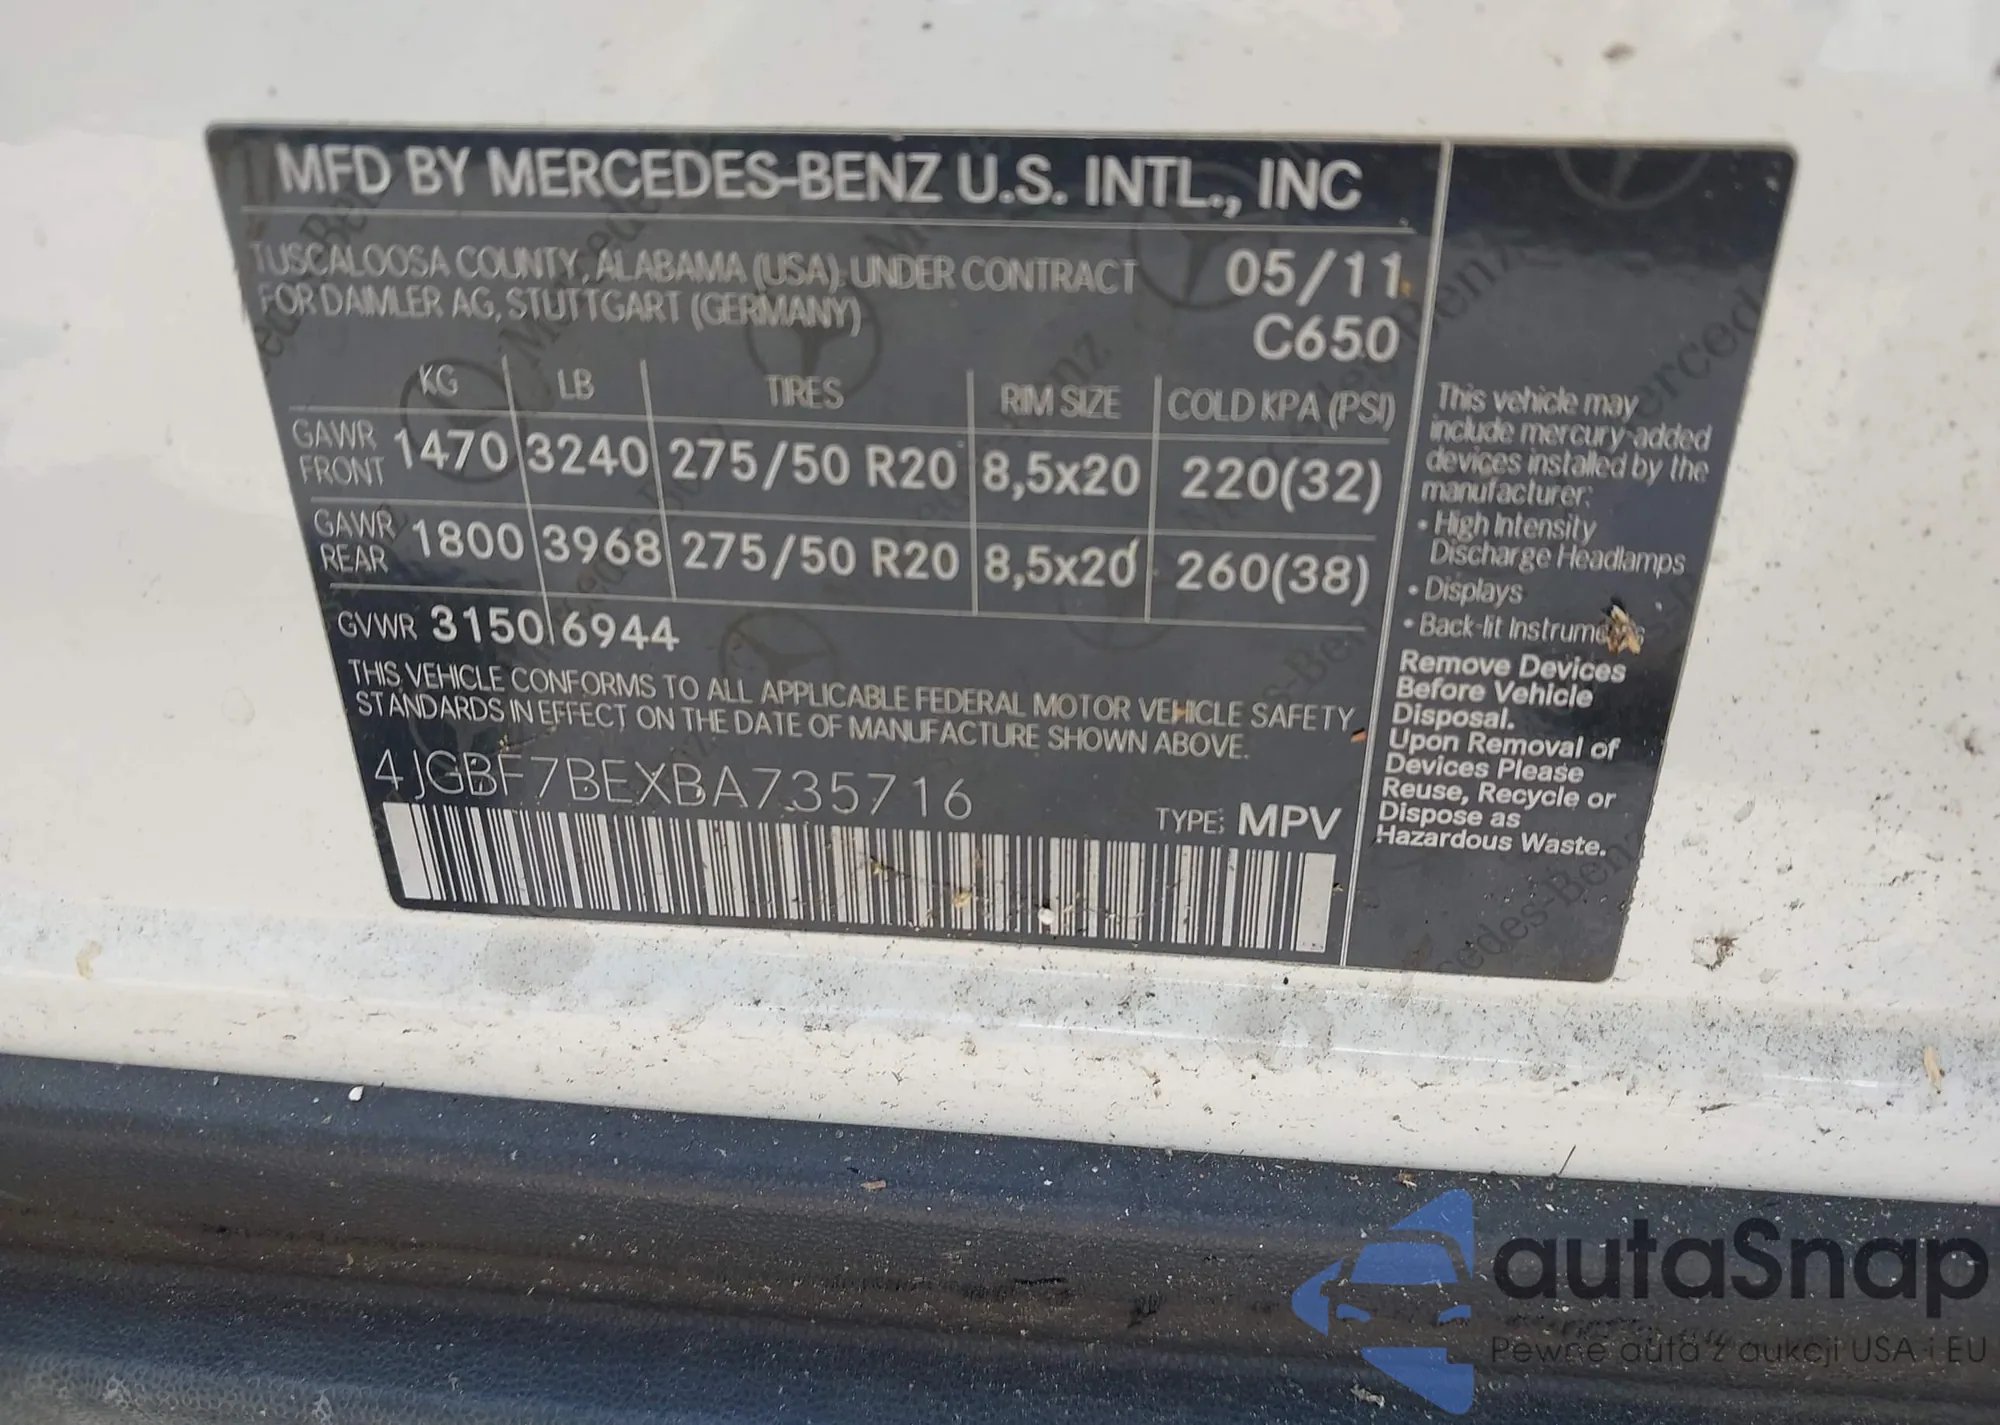 MFD BY MERCEDES-BENZ U.S. INTL., INC
TUSCALOOSA COUNTY, ALABAMA (USA) UNDER CONTRACT
FOR DAIMLER AG, STUTTGART (GERMANY)
05/11
C650
KG LB TIRES RIM SIZE COLD KPA (PSI)
GAWR FRONT 1470 3240 275/50 R20 8,5x20 220(32)
GAWR REAR 1800 3968 275/50 R20 8,5x20 260(38)
GVWR 3150 6944
THIS VEHICLE CONFORMS TO ALL APPLICABLE FEDERAL MOTOR VEHICLE SAFETY
STANDARDS IN EFFECT ON THE DATE OF MANUFACTURE SHOWN ABOVE.
4JGBF7BEXBA735716
TYPE: MPV
This vehicle may
include mercury-added
devices installed by the
manufacturer:
• High Intensity
Discharge Headlamps
• Displays
• Back-lit Instruments
Remove Devices
Before Vehicle
Disposal.
Upon Removal of
Devices Please
Reuse, Recycle or
Dispose as
Hazardous Waste.
autaSnap
Pewne auta z aukcji USA i EU